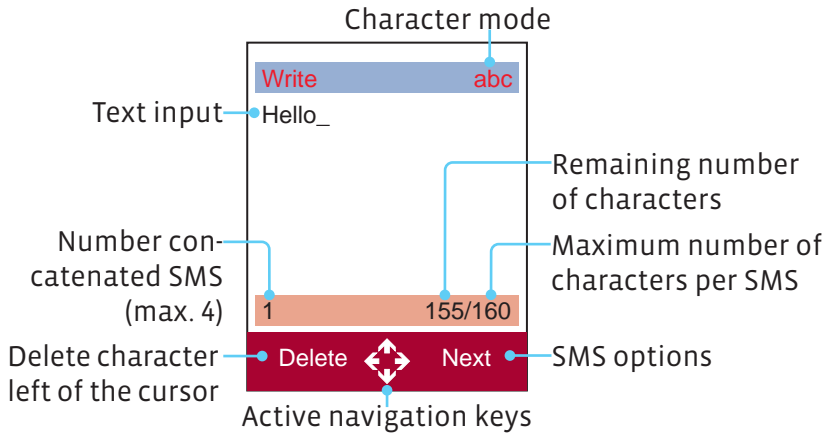 Character mode
Write abc
Text input
Hello_
Remaining number
of characters
Number con-
catenated SMS
(max. 4)
Maximum number of
characters per SMS
1 155/160
Delete character
left of the cursor
Delete Next
SMS options
Active navigation keys